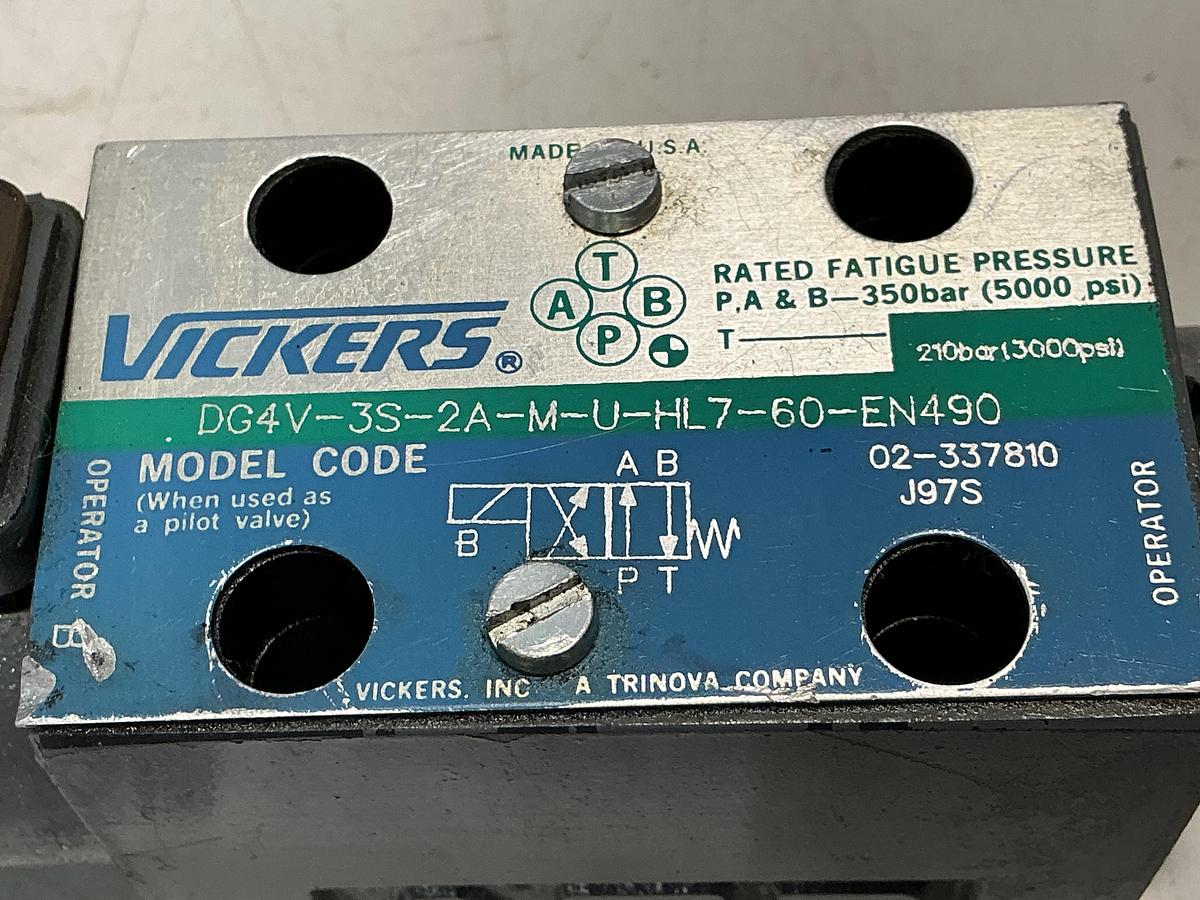 MADE U.S.A.
T
A B
P
RATED FATIGUE PRESSURE
P,A & B—350bar (5000 psi)
T— 210bar(3000psi)
VICKERS®
DG4V-3S-2A-M-U-HL7-60-EN490
MODEL CODE
(When used as
a pilot valve)
02-337810
J97S
A B
B
P T
OPERATOR
B
OPERATOR
VICKERS. INC A TRINOVA COMPANY